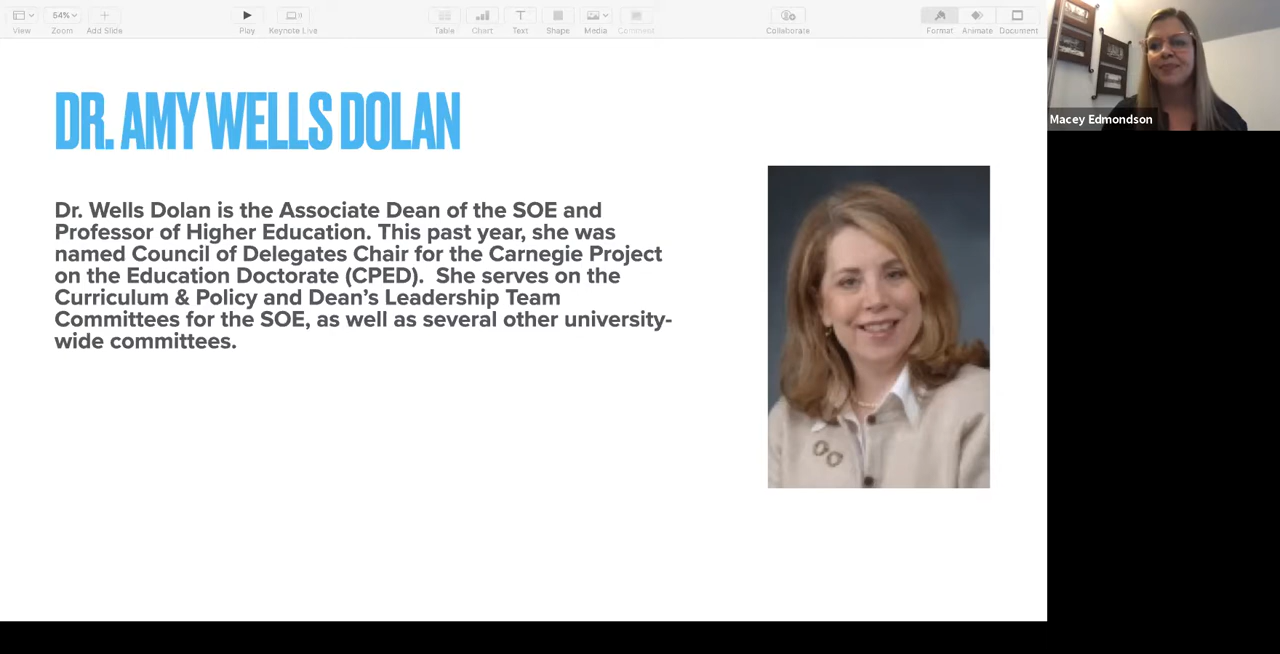 View
54%
Zoom
Add Slide
Play
Keynote Live
Table
Chart
Text
Shape
Media
Comment
Collaborate
Format
Animate
Document
Macey Edmondson
DR. AMY WELLS DOLAN
Dr. Wells Dolan is the Associate Dean of the SOE and
Professor of Higher Education. This past year, she was
named Council of Delegates Chair for the Carnegie Project
on the Education Doctorate (CPED).  She serves on the
Curriculum & Policy and Dean’s Leadership Team
Committees for the SOE, as well as several other university-
wide committees.